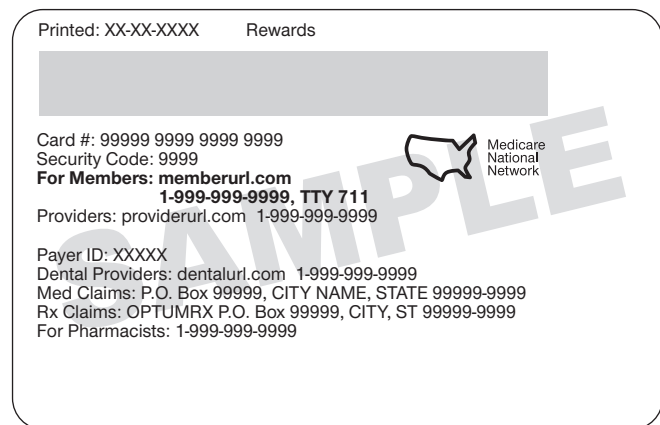 Printed: XX-XX-XXXX Rewards
Card #: 99999 9999 9999 9999
Security Code: 9999
Medicare
National
Network
For Members: memberurl.com
1-999-999-9999, TTY 711
Providers: providerurl.com 1-999-999-9999
SAMPLE
Payer ID: XXXXX
Dental Providers: dentalurl.com 1-999-999-9999
Med Claims: P.O. Box 99999, CITY NAME, STATE 99999-9999
Rx Claims: OPTUMRX P.O. Box 99999, CITY, ST 99999-9999
For Pharmacists: 1-999-999-9999